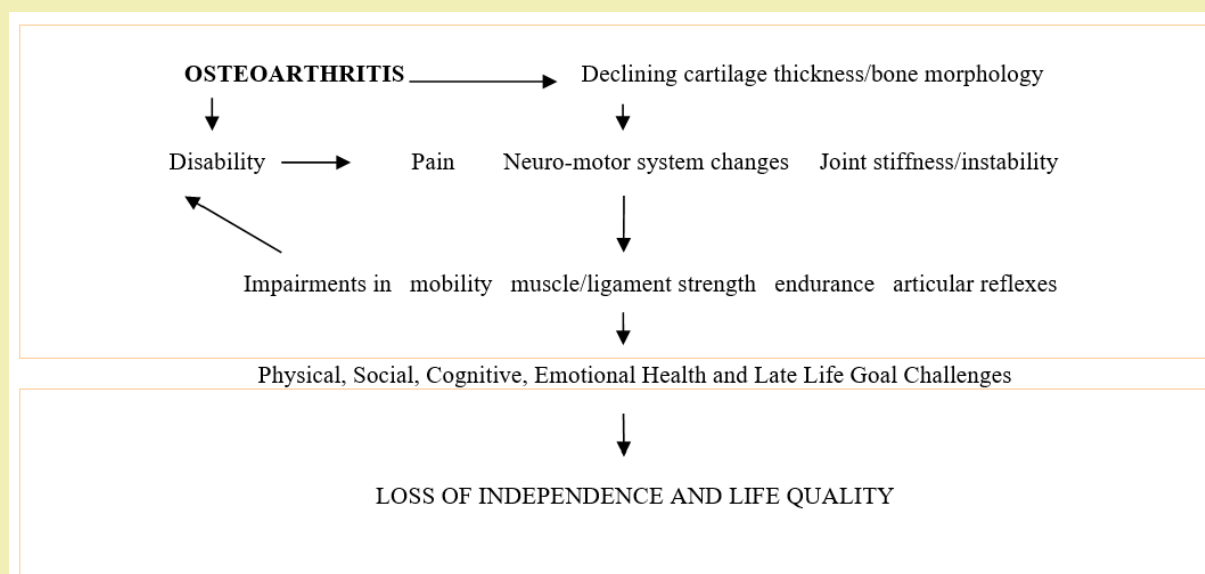 OSTEOARTHRITIS Declining cartilage thickness/bone morphology
Disability Pain Neuro-motor system changes Joint stiffness/instability
Impairments in mobility muscle/ligament strength endurance articular reflexes
Physical, Social, Cognitive, Emotional Health and Late Life Goal Challenges
LOSS OF INDEPENDENCE AND LIFE QUALITY